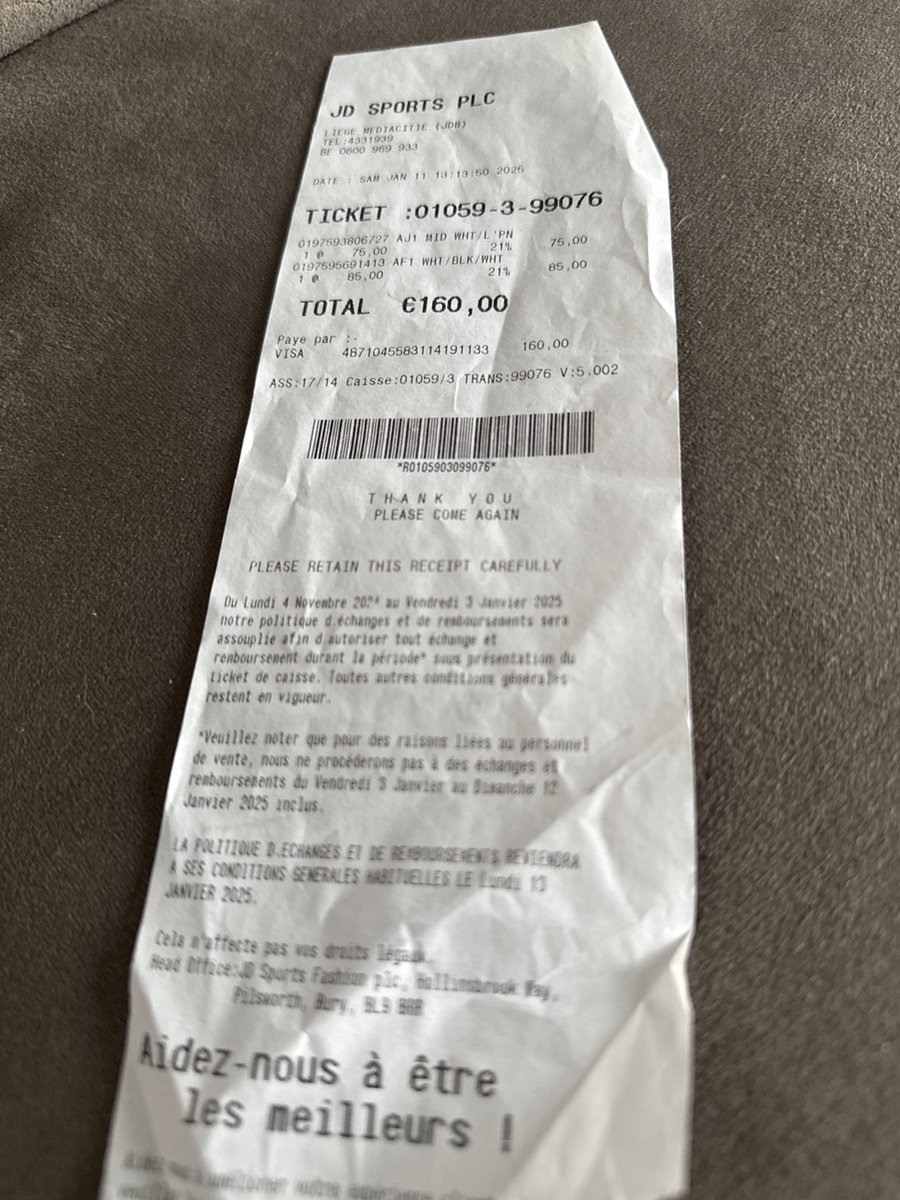 JD SPORTS PLC
LIEGE MEDIACITIE (JDB)
TEL:4331939
BE 0600 969 933
DATE : SAM JAN 11 13:13:50 2025
TICKET :01059-3-99076
0197593806727 AJ1 MID WHT/L'PN
1 @ 75,00 21% 75,00
0197595691413 AF1 WHT/BLK/WHT
1 @ 85,00 21% 85,00
TOTAL €160,00
Paye par :-
VISA 4871045583114191133 160,00
ASS:17/14 Caisse:01059/3 TRANS:99076 V:5.002
*R0105903099076*
THANK YOU
PLEASE COME AGAIN
PLEASE RETAIN THIS RECEIPT CAREFULLY
Du Lundi 4 Novembre 2024 au Vendredi 3 Janvier 2025
notre politique d.échanges et de remboursements sera
assouplie afin d.autoriser tout échange et
remboursement durant la période* sous présentation du
ticket de caisse. Toutes autres conditions générales
restent en vigueur.
*Veuillez noter que pour des raisons liées au personnel
de vente, nous ne procéderons pas à des échanges et
remboursements du Vendredi 3 Janvier au Dimanche 12
Janvier 2025 inclus.
LA POLITIQUE D.ECHANGES ET DE REMBOURSEMENTS REVIENDRA
A SES CONDITIONS GENERALES HABITUELLES LE Lundi 13
JANVIER 2025.
Cela n'affecte pas vos droits légaux.
Head Office:JD Sports Fashion plc, Hollinsbrook Way,
Pilsworth, Bury, BL9 8RR
Aidez-nous à être
les meilleurs !